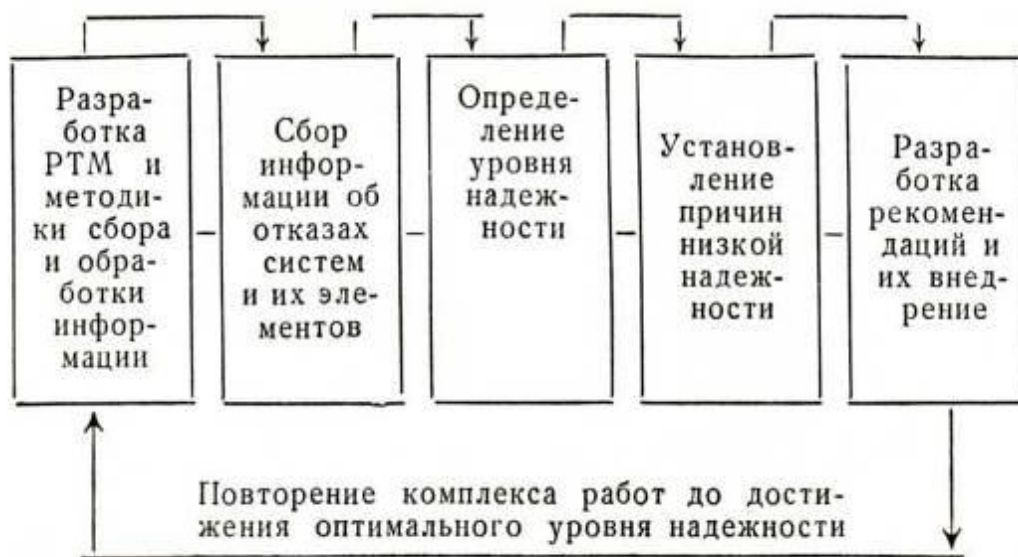 Разра-
ботка
РТМ и
методи-
ки сбора
и обра-
ботки
инфор-
мации
Сбор
инфор-
мации об
отказах
систем
и их эле-
ментов
Опреде-
ление
уровня
надеж-
ности
Установ-
ление
причин
низкой
надеж-
ности
Разра-
ботка
рекомен-
даций и
их внед-
рение
Повторение комплекса работ до дости-
жения оптимального уровня надежности